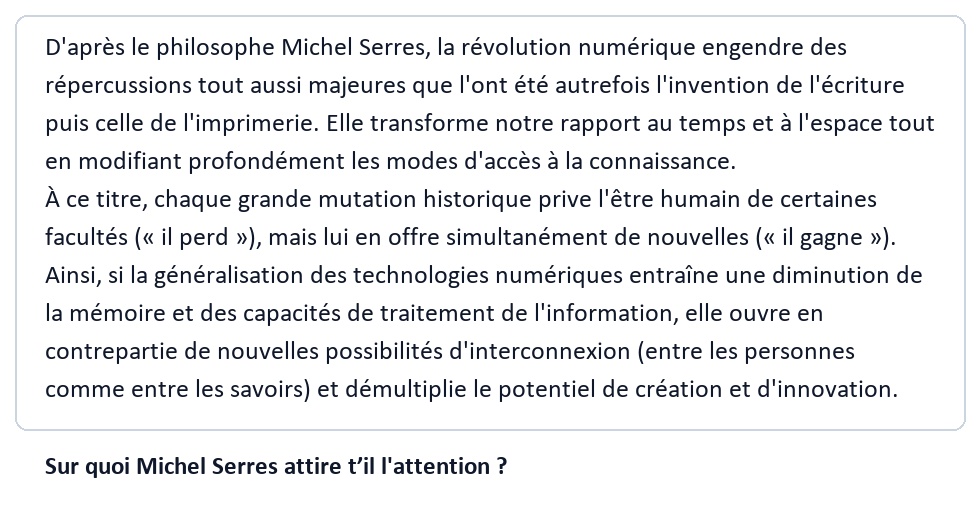 D'après le philosophe Michel Serres, la révolution numérique engendre des
répercussions tout aussi majeures que l'ont été autrefois l'invention de l'écriture
puis celle de l'imprimerie. Elle transforme notre rapport au temps et à l'espace tout
en modifiant profondément les modes d'accès à la connaissance.
À ce titre, chaque grande mutation historique prive l'être humain de certaines
facultés (« il perd »), mais lui en offre simultanément de nouvelles (« il gagne »).
Ainsi, si la généralisation des technologies numériques entraîne une diminution de
la mémoire et des capacités de traitement de l'information, elle ouvre en
contrepartie de nouvelles possibilités d'interconnexion (entre les personnes
comme entre les savoirs) et démultiplie le potentiel de création et d'innovation.
Sur quoi Michel Serres attire t’il l'attention ?